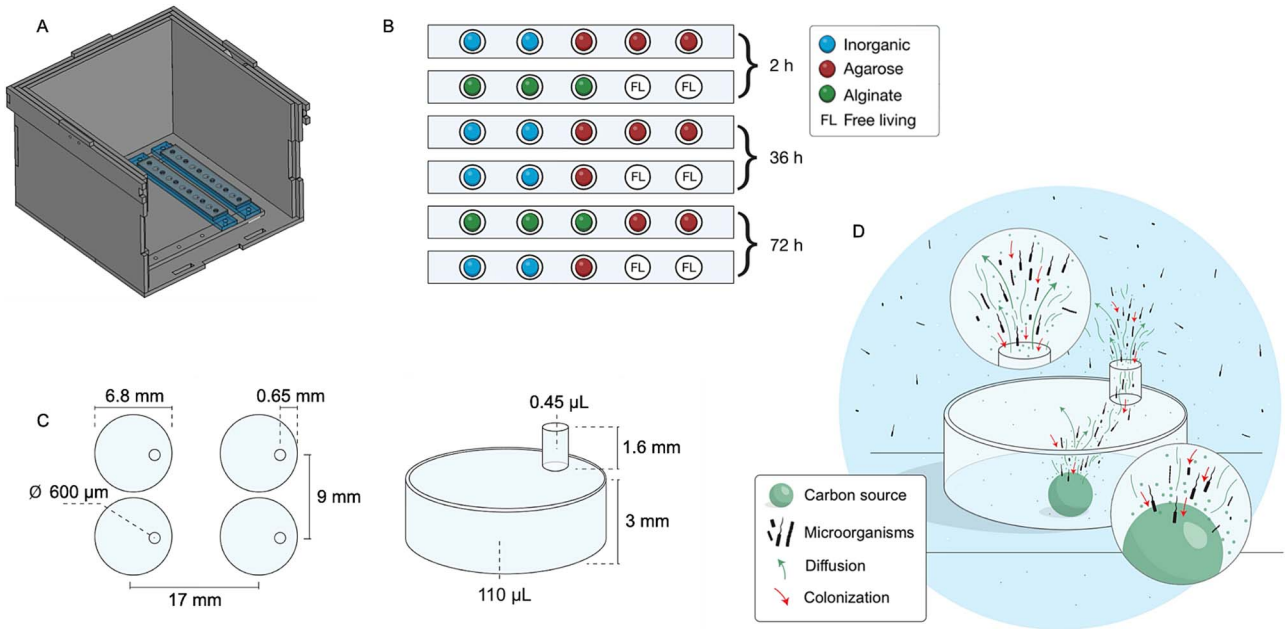 A
B
FL FL
FL FL
FL FL
2 h
36 h
72 h
Inorganic
Agarose
Alginate
FL Free living
C
6.8 mm
0.65 mm
Ø 600 µm
9 mm
17 mm
0.45 µL
1.6 mm
3 mm
110 µL
D
Carbon source
Microorganisms
Diffusion
Colonization